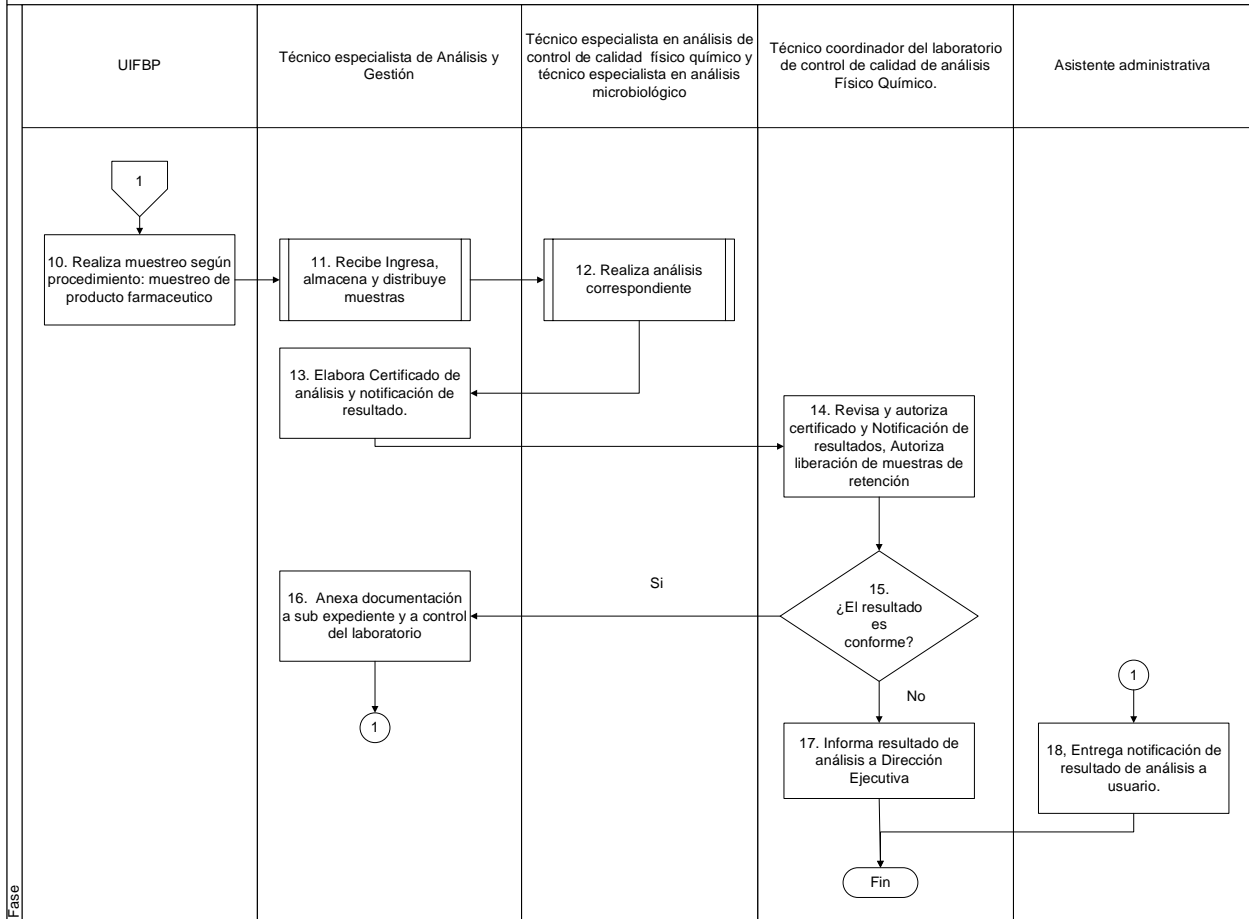 UIFBP
Técnico especialista de Análisis y
Gestión
Técnico especialista en análisis de
control de calidad  físico químico y
técnico especialista en análisis
microbiológico
Técnico coordinador del laboratorio
de control de calidad de análisis
Físico Químico.
Asistente administrativa
1
10. Realiza muestreo según
procedimiento: muestreo de
producto farmaceutico
11. Recibe Ingresa,
almacena y distribuye
muestras
12. Realiza análisis
correspondiente
13. Elabora Certificado de
análisis y notificación de
resultado.
14. Revisa y autoriza
certificado y Notificación de
resultados, Autoriza
liberación de muestras de
retención
15.
¿El resultado
es
conforme?
Si
16.  Anexa documentación
a sub expediente y a control
del laboratorio
1
No
17. Informa resultado de
análisis a Dirección
Ejecutiva
1
18, Entrega notificación de
resultado de análisis a
usuario.
Fin
Fase